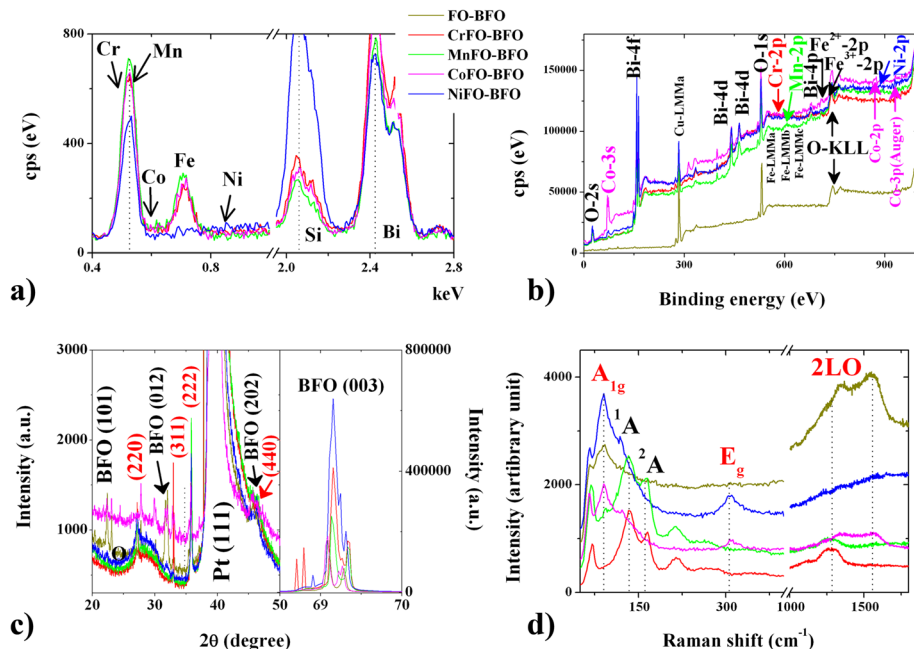 FO-BFO
CrFO-BFO
MnFO-BFO
CoFO-BFO
NiFO-BFO
800
600
400
200
0
cps (eV)
Cr
Mn
Co
Fe
Ni
Si
Bi
0.4
0.8
2.0
2.4
2.8
keV
a)
150000
100000
50000
0
cps (eV)
O-2s
Co-3s
Bi-4f
Cu-LMMa
Bi-4d
Bi-4d
O-1s
Fe-LMMa
Cr-2p
Fe-LMMb
Mn-2p
Fe-LMMc
Bi-4p
Fe2+-2p
Fe3+-2p
Ni-2p
O-KLL
Co-2p
Co-3p(Auger)
0
300
600
900
Binding energy (eV)
b)
3000
2000
1000
Intensity (a.u.)
BFO (101)
O
(220)
BFO (012)
(311)
(222)
Pt (111)
BFO (202)
(440)
BFO (003)
800000
400000
0
Intensity (a.u.)
20
30
40
50
69
70
2θ (degree)
c)
4000
2000
0
Intensity (artibrary unit)
A1g
1A
2A
Eg
2LO
150
300
1000
1500
Raman shift (cm-1)
d)